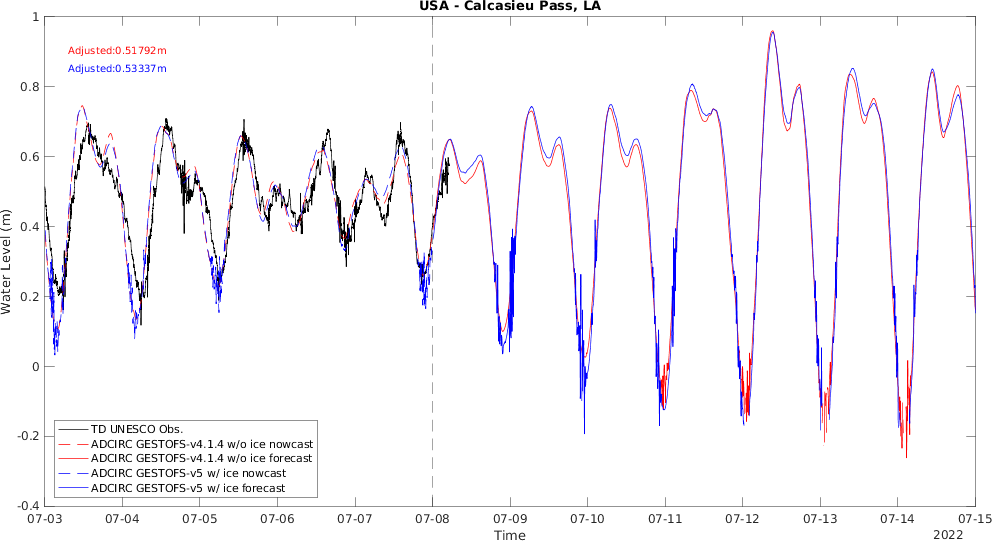 USA - Calcasieu Pass, LA
Adjusted:0.51792m
Adjusted:0.53337m
1
0.8
0.6
0.4
0.2
0
-0.2
-0.4
Water Level (m)
TD UNESCO Obs.
ADCIRC GESTOFS-v4.1.4 w/o ice nowcast
ADCIRC GESTOFS-v4.1.4 w/o ice forecast
ADCIRC GESTOFS-v5 w/ ice nowcast
ADCIRC GESTOFS-v5 w/ ice forecast
07-03 07-04 07-05 07-06 07-07 07-08 07-09 07-10 07-11 07-12 07-13 07-14 07-15
Time
2022